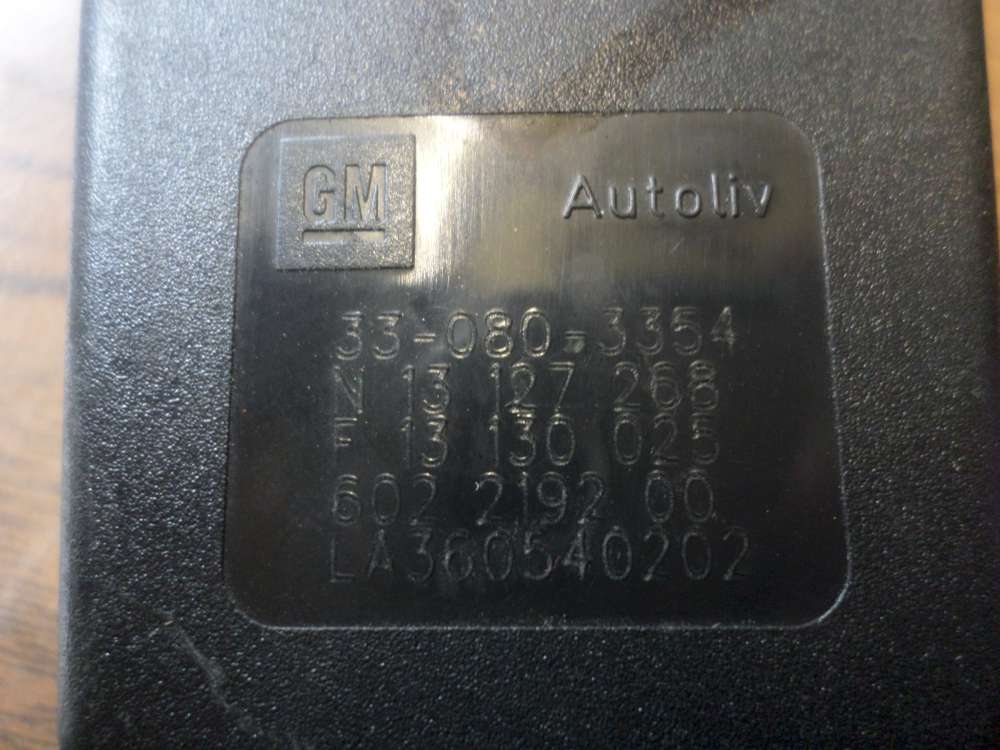 GM Autoliv
33-080-3354
N 13 127 268
F 13 130 025
602 2192 00
LA360540202